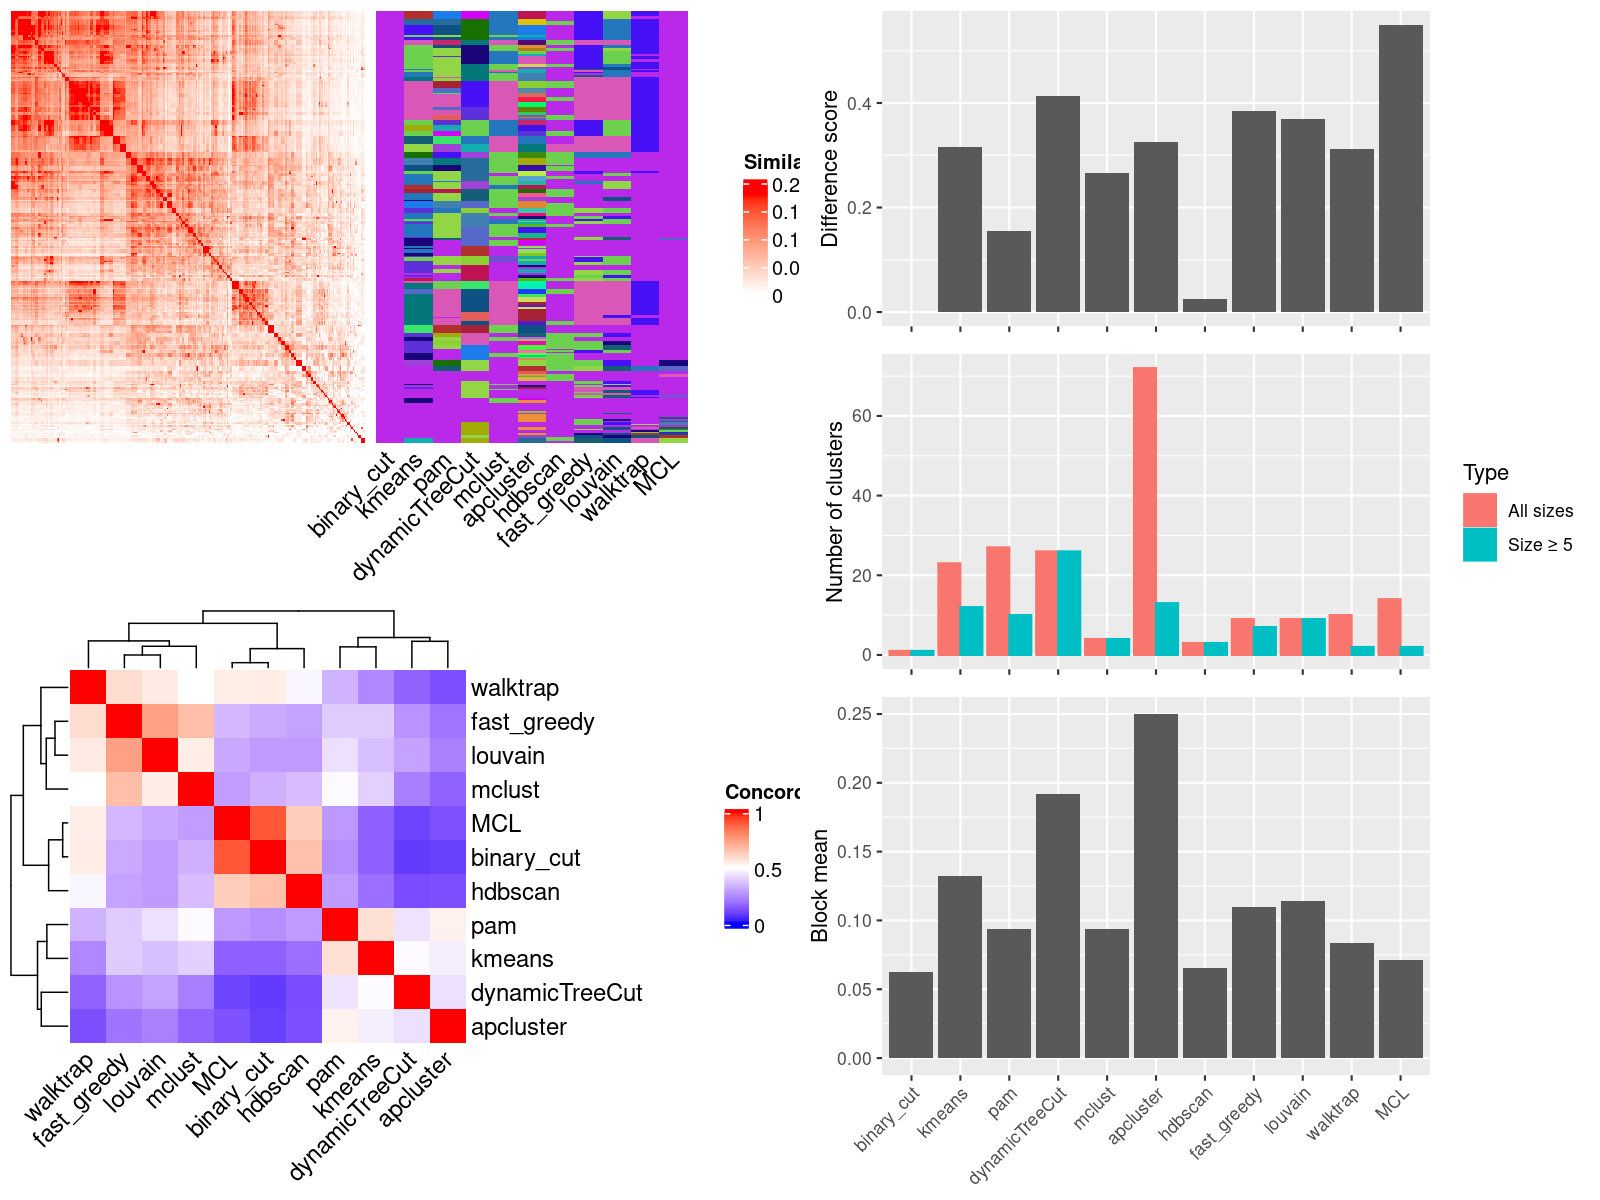 Simila
0.2
0.1
0.1
0.0
0
binary_cut
kmeans
pam
dynamicTreeCut
mclust
apcluster
hdbscan
fast_greedy
louvain
walktrap
MCL
walktrap
fast_greedy
louvain
mclust
MCL
binary_cut
hdbscan
pam
kmeans
dynamicTreeCut
apcluster
walktrap
fast_greedy
louvain
mclust
MCL
binary_cut
hdbscan
pam
kmeans
dynamicTreeCut
apcluster
Concord
1
0.5
0
Difference score
0.4
0.2
0.0
Number of clusters
60
40
20
0
Type
All sizes
Size ≥ 5
Block mean
0.25
0.20
0.15
0.10
0.05
0.00
binary_cut
kmeans
pam
dynamicTreeCut
mclust
apcluster
hdbscan
fast_greedy
louvain
walktrap
MCL